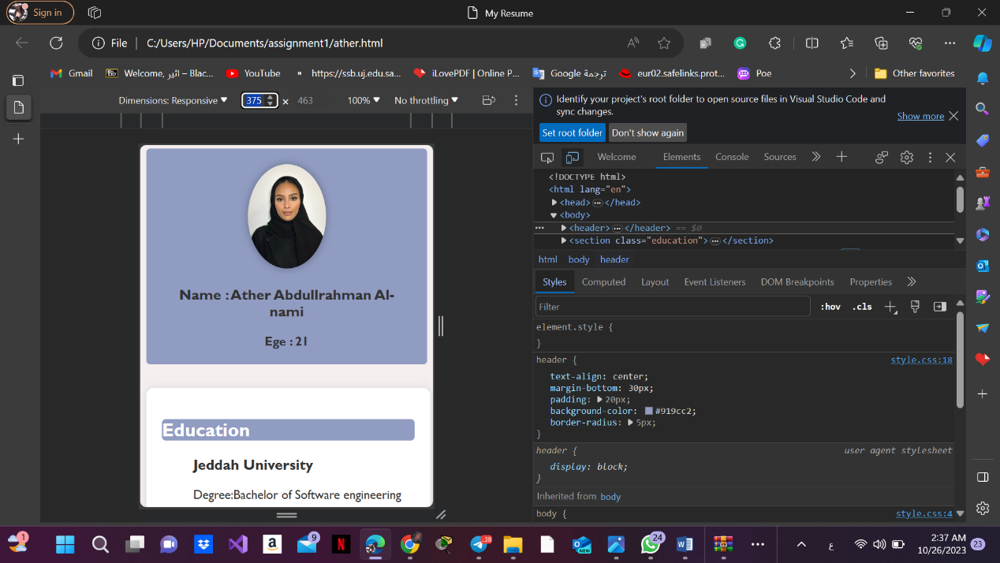 Sign in
My Resume
File
C:/Users/HP/Documents/assignment1/ather.html
Gmail
Welcome, اثير – Blac...
YouTube
https://ssb.uj.edu.sa...
iLovePDF | Online P...
Google ترجمة
eur02.safelinks.prot...
Poe
Other favorites
Dimensions: Responsive
375 x 463
100%
No throttling
Name :Ather Abdullrahman Al-
nami
Ege :21
Education
Jeddah University
Degree:Bachelor of Software engineering
Identify your project's root folder to open source files in Visual Studio Code and
sync changes.
Show more
Set root folder
Don't show again
Welcome
Elements
Console
Sources
<!DOCTYPE html>
<html lang="en">
<head> ••• </head>
<body>
••• <header> ••• </header> == $0
<section class="education"> ••• </section>
html body header
Styles
Computed
Layout
Event Listeners
DOM Breakpoints
Properties
Filter
:hov
.cls
element.style {
}
header {
style.css:18
text-align: center;
margin-bottom: 30px;
padding: 20px;
background-color: #919cc2;
border-radius: 5px;
}
header {
user agent stylesheet
display: block;
}
Inherited from body
body {
style.css:4
1
9
38
24
ع
2:37 AM
10/26/2023
23